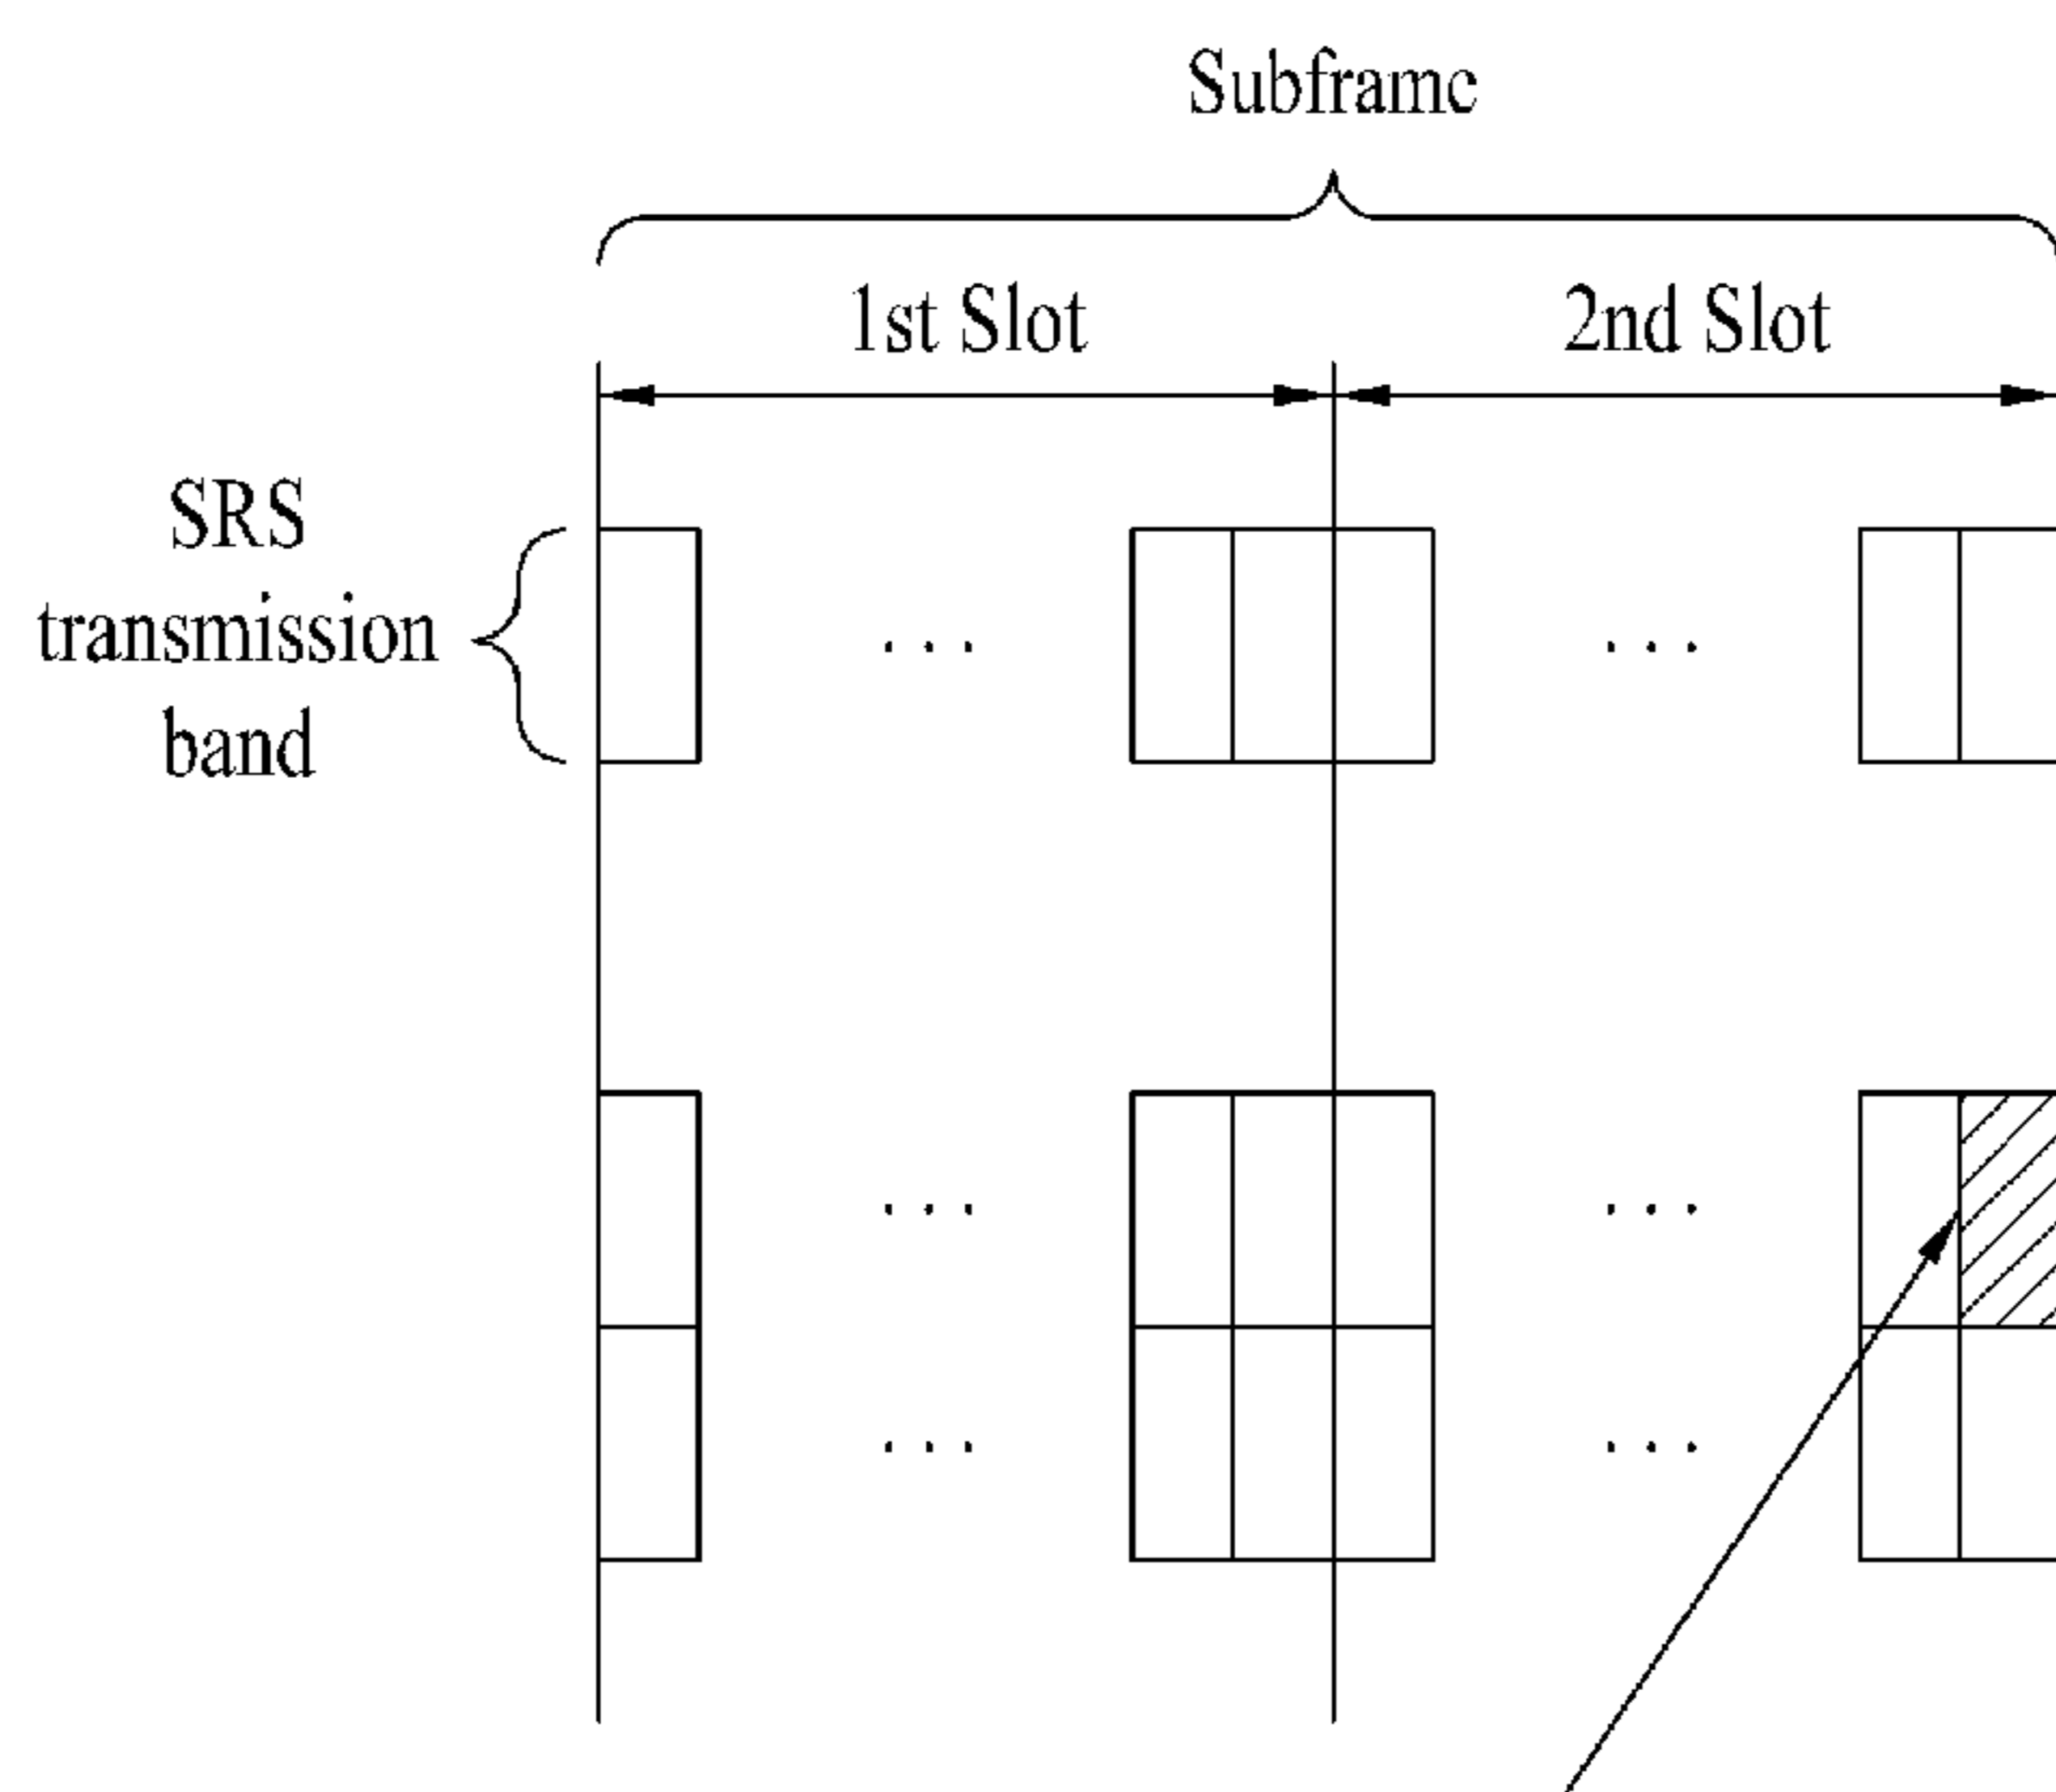 Subframe
1st Slot
2nd Slot
SRS
transmission
band